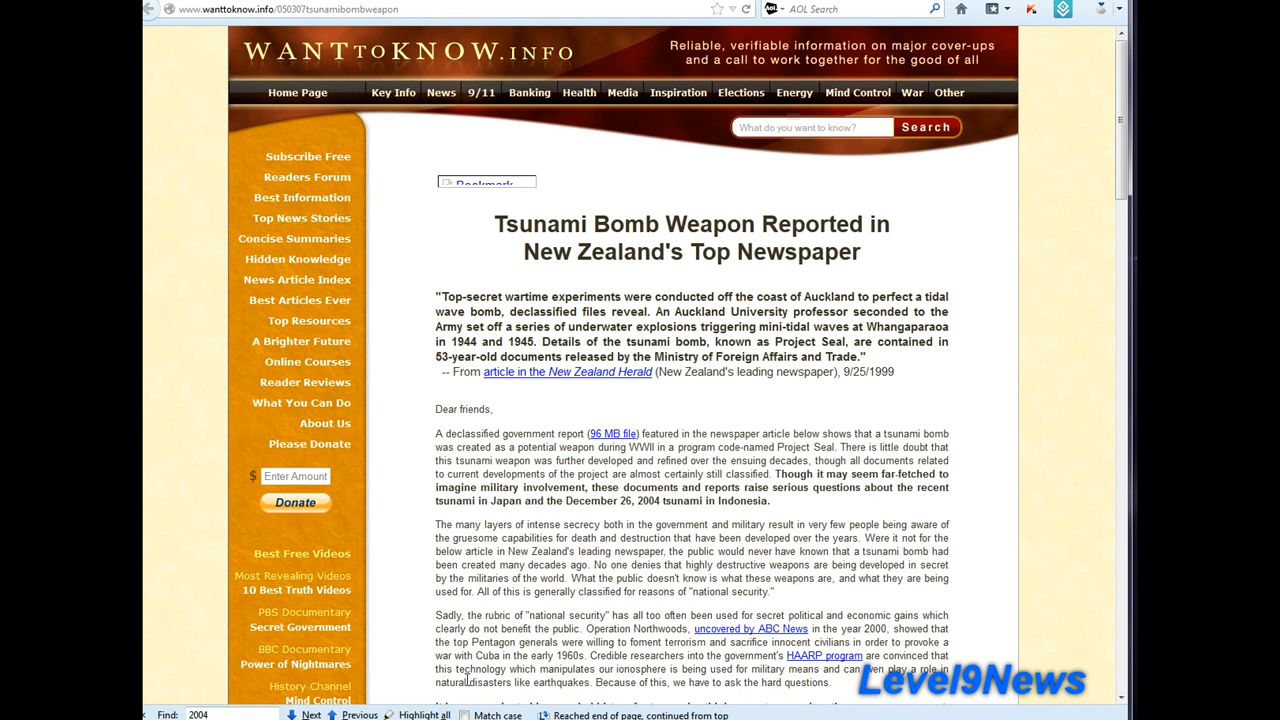 www.wanttoknow.info/050307tsunamibombweapon
AOL Search
WANTTOKNOW.INFO
Reliable, verifiable information on major cover-ups
and a call to work together for the good of all
Home Page Key Info News 9/11 Banking Health Media Inspiration Elections Energy Mind Control War Other
What do you want to know? Search
Subscribe Free
Readers Forum
Best Information
Top News Stories
Concise Summaries
Hidden Knowledge
News Article Index
Best Articles Ever
Top Resources
A Brighter Future
Online Courses
Reader Reviews
What You Can Do
About Us
Please Donate
$ Enter Amount
Donate
Best Free Videos
Most Revealing Videos
10 Best Truth Videos
PBS Documentary
Secret Government
BBC Documentary
Power of Nightmares
History Channel
Mind Control
Bookmark
Tsunami Bomb Weapon Reported in
New Zealand's Top Newspaper
"Top-secret wartime experiments were conducted off the coast of Auckland to perfect a tidal
wave bomb, declassified files reveal. An Auckland University professor seconded to the
Army set off a series of underwater explosions triggering mini-tidal waves at Whangaparaoa
in 1944 and 1945. Details of the tsunami bomb, known as Project Seal, are contained in
53-year-old documents released by the Ministry of Foreign Affairs and Trade."
-- From article in the New Zealand Herald (New Zealand's leading newspaper), 9/25/1999
Dear friends,
A declassified government report (96 MB file) featured in the newspaper article below shows that a tsunami bomb
was created as a potential weapon during WWII in a program code-named Project Seal. There is little doubt that
this tsunami weapon was further developed and refined over the ensuing decades, though all documents related
to current developments of the project are almost certainly still classified. Though it may seem far-fetched to
imagine military involvement, these documents and reports raise serious questions about the recent
tsunami in Japan and the December 26, 2004 tsunami in Indonesia.
The many layers of intense secrecy both in the government and military result in very few people being aware of
the gruesome capabilities for death and destruction that have been developed over the years. Were it not for the
below article in New Zealand's leading newspaper, the public would never have known that a tsunami bomb had
been created many decades ago. No one denies that highly destructive weapons are being developed in secret
by the militaries of the world. What the public doesn't know is what these weapons are, and what they are being
used for. All of this is generally classified for reasons of "national security."
Sadly, the rubric of "national security" has all too often been used for secret political and economic gains which
clearly do not benefit the public. Operation Northwoods, uncovered by ABC News in the year 2000, showed that
the top Pentagon generals were willing to foment terrorism and sacrifice innocent civilians in order to provoke a
war with Cuba in the early 1960s. Credible researchers into the government's HAARP program are convinced that
this technology which manipulates our ionosphere is being used for military means and can even play a role in
natural disasters like earthquakes. Because of this, we have to ask the hard questions.
Level9News
Find: 2004 Next Previous Highlight all Match case Reached end of page, continued from top